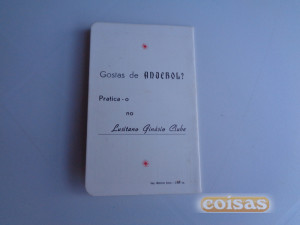 Gostas de ANDEBOL?
Pratica-o
no
Lusitano Ginásio Clube
coisas